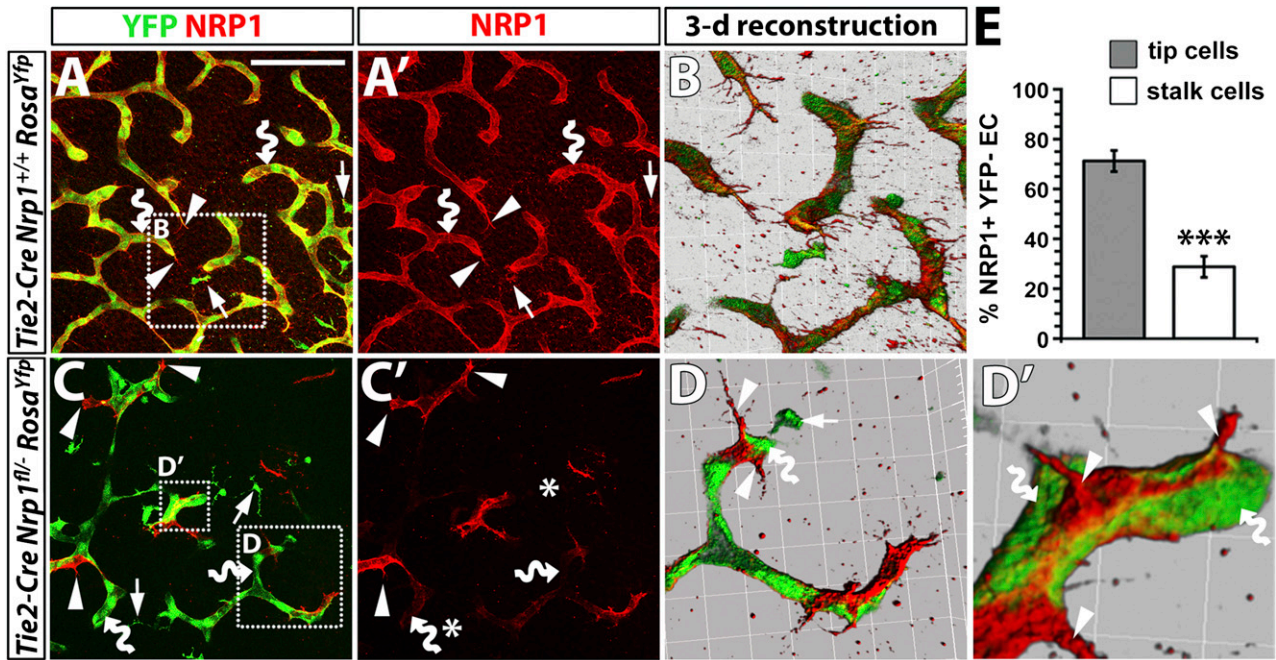 YFP NRP1
NRP1
3-d reconstruction
E
A
A'
B
B
Tie2-Cre Nrp1+/+ RosaYfp
tip cells
stalk cells
% NRP1+ YFP- EC
100
80
60
40
20
0
***
C
C'
D
D'
D'
D
*
*
Tie2-Cre Nrp1fl/- RosaYfp